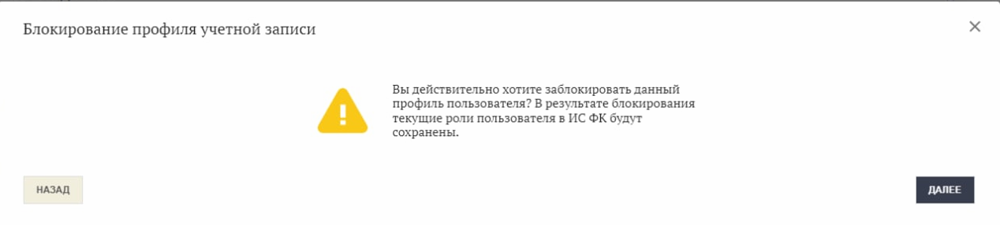 Блокирование профиля учетной записи
Вы действительно хотите заблокировать данный
профиль пользователя? В результате блокирования
текущие роли пользователя в ИС ФК будут
сохранены.
НАЗАД
ДАЛЕЕ